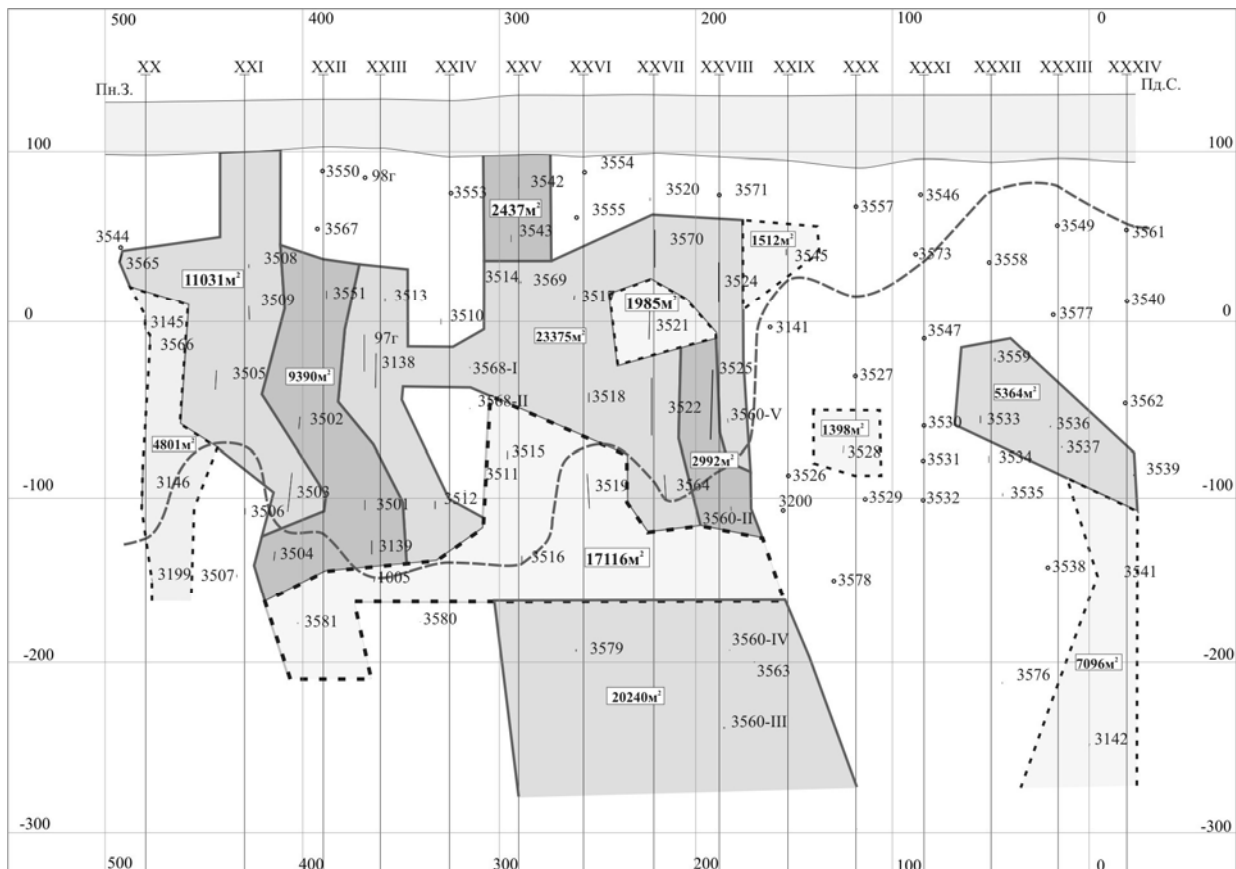 500 400 300 200 100 0
XX XXI XXII XXIII XXIV XXV XXVI XXVII XXVIII XXIX XXX XXXI XXXII XXXIII XXXIV
Пн.З. Пд.С.
100 100
3550 98г 3553 3542 3554 3520 3571 3546
3567 2437м² 3555 3557 3549 3561
3544 3543 3570 1512м²
3565 3508 3545 3573 3558
11031м² 3514 3569 3524
3551 3513 1985м² 3540
3509 3577
0 3145 3510 23375м² 3521 3141 3547 0
3566 97г
3138 3559
3505 9390м² 3568-I 3525 3527 5364м²
3568-II 3518 3522 3562
3502 3560-V 3533 3536
4801м² 1398м² 3530
3515 2992м² 3528 3537
3146 3511 3531 3534 3539
3503 3519 3564 3526
-100 3506 3501 3512 3560-II 3200 3529 3532 3535 -100
3504 3139 3516 17116м²
3199 3507 1005 3578 3538 3541
3581 3580
3579 3560-IV
-200 3563 3576 7096м² -200
20240м²
3560-III 3142
-300 -300
500 400 300 200 100 0